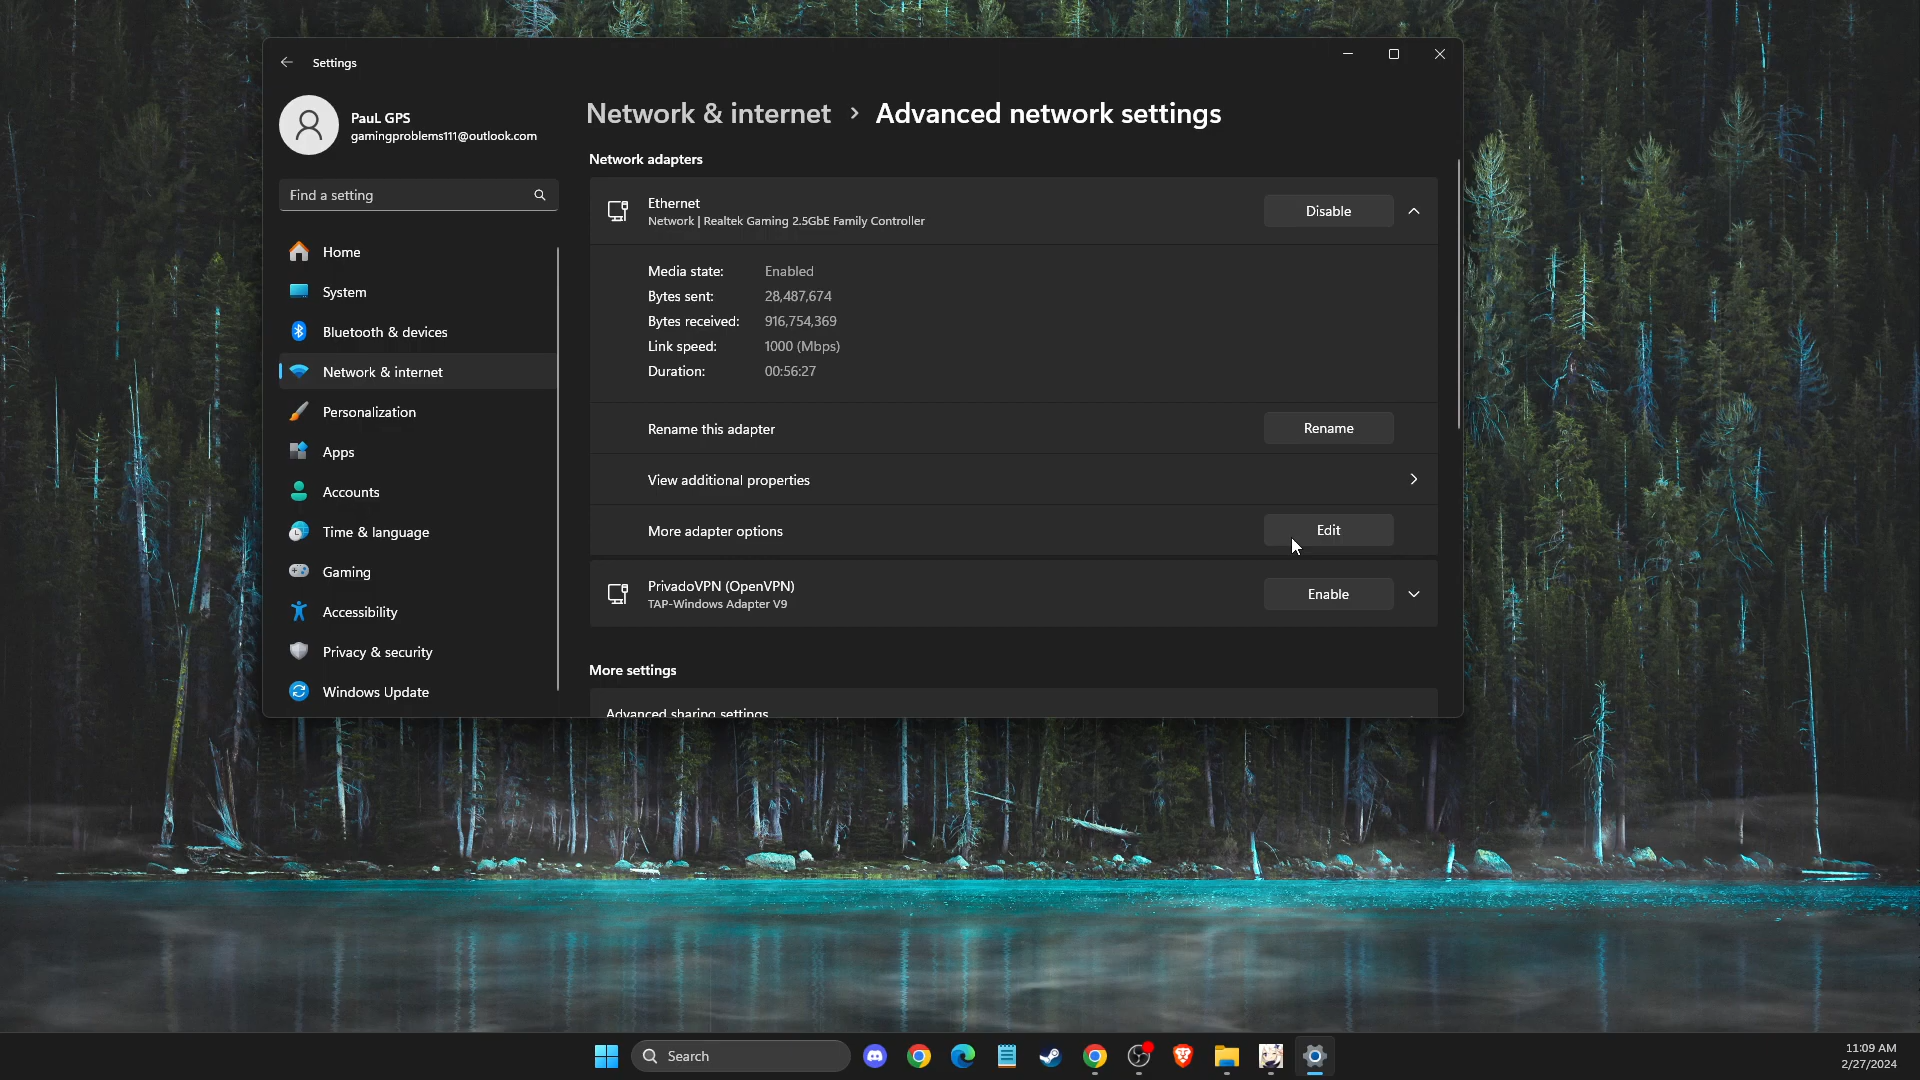 Settings
PauL GPS
gamingproblems111@outlook.com
Find a setting
Home
System
Bluetooth & devices
Network & internet
Personalization
Apps
Accounts
Time & language
Gaming
Accessibility
Privacy & security
Windows Update
Network & internet › Advanced network settings
Network adapters
Ethernet
Network | Realtek Gaming 2.5GbE Family Controller
Disable
Media state: Enabled
Bytes sent: 28,487,674
Bytes received: 916,754,369
Link speed: 1000 (Mbps)
Duration: 00:56:27
Rename this adapter
Rename
View additional properties
More adapter options
Edit
PrivadoVPN (OpenVPN)
TAP-Windows Adapter V9
Enable
More settings
Advanced sharing settings
Search
11:09 AM
2/27/2024